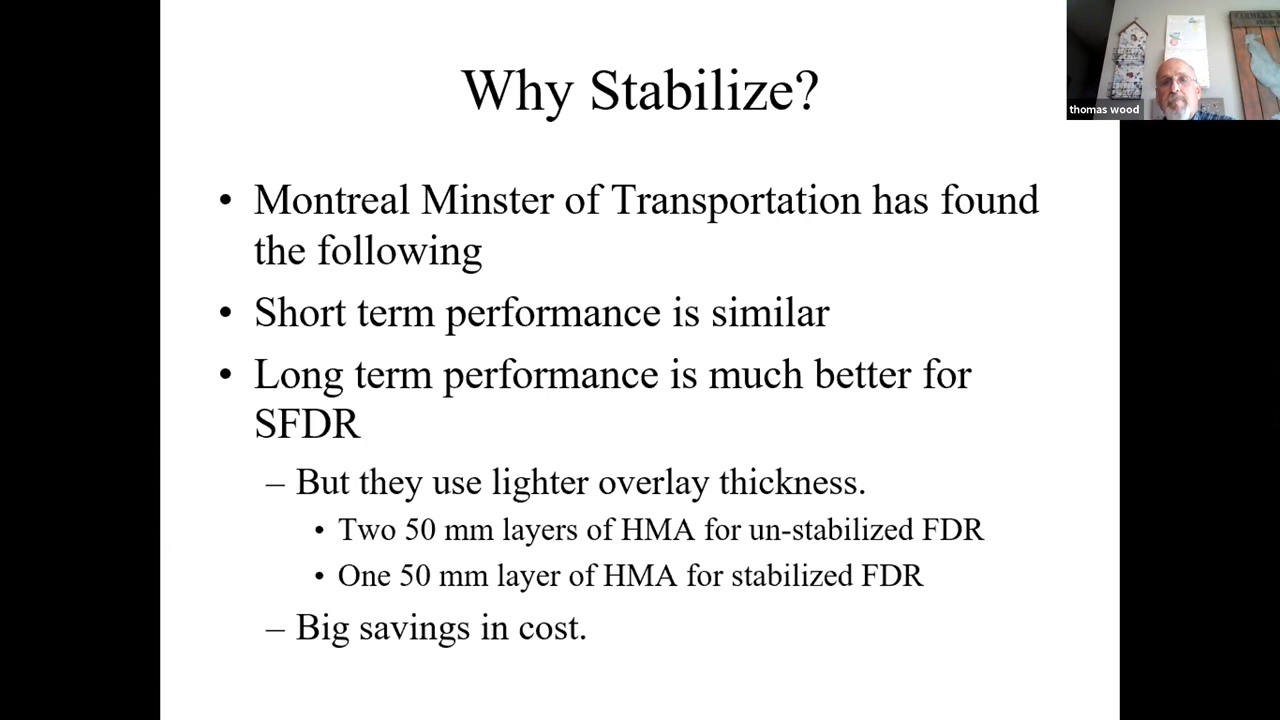 Why Stabilize?
thomas wood
• Montreal Minster of Transportation has found
the following
• Short term performance is similar
• Long term performance is much better for
SFDR
– But they use lighter overlay thickness.
• Two 50 mm layers of HMA for un-stabilized FDR
• One 50 mm layer of HMA for stabilized FDR
– Big savings in cost.